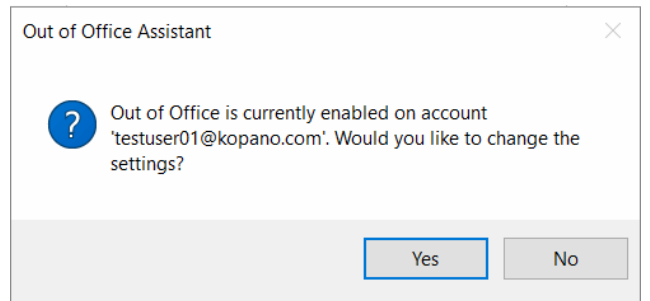 Out of Office Assistant
Out of Office is currently enabled on account
'testuser01@kopano.com'. Would you like to change the
settings?
Yes
No